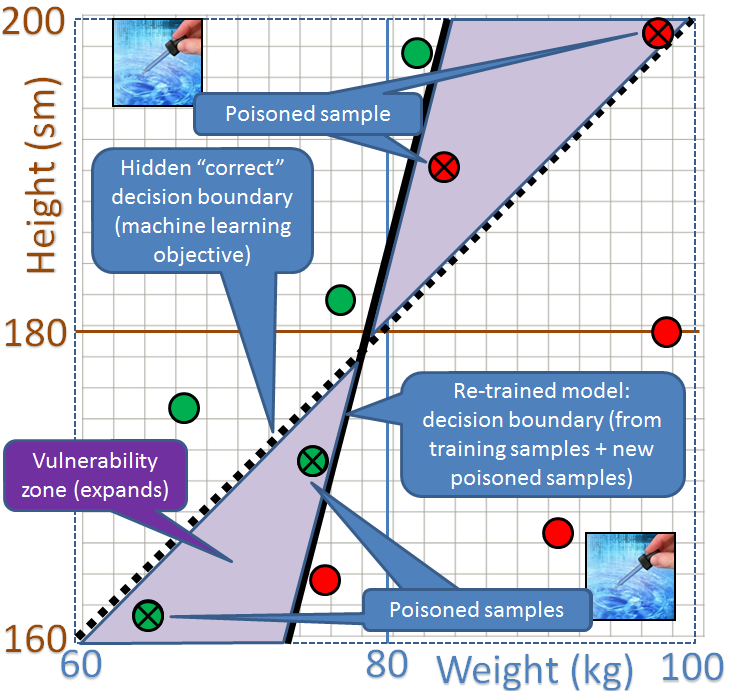 200
Poisoned sample
Hidden “correct”
decision boundary
(machine learning
objective)
Height (sm)
180
Re-trained model:
decision boundary (from
training samples + new
poisoned samples)
Vulnerability
zone (expands)
Poisoned samples
160
60
80
Weight (kg)
100